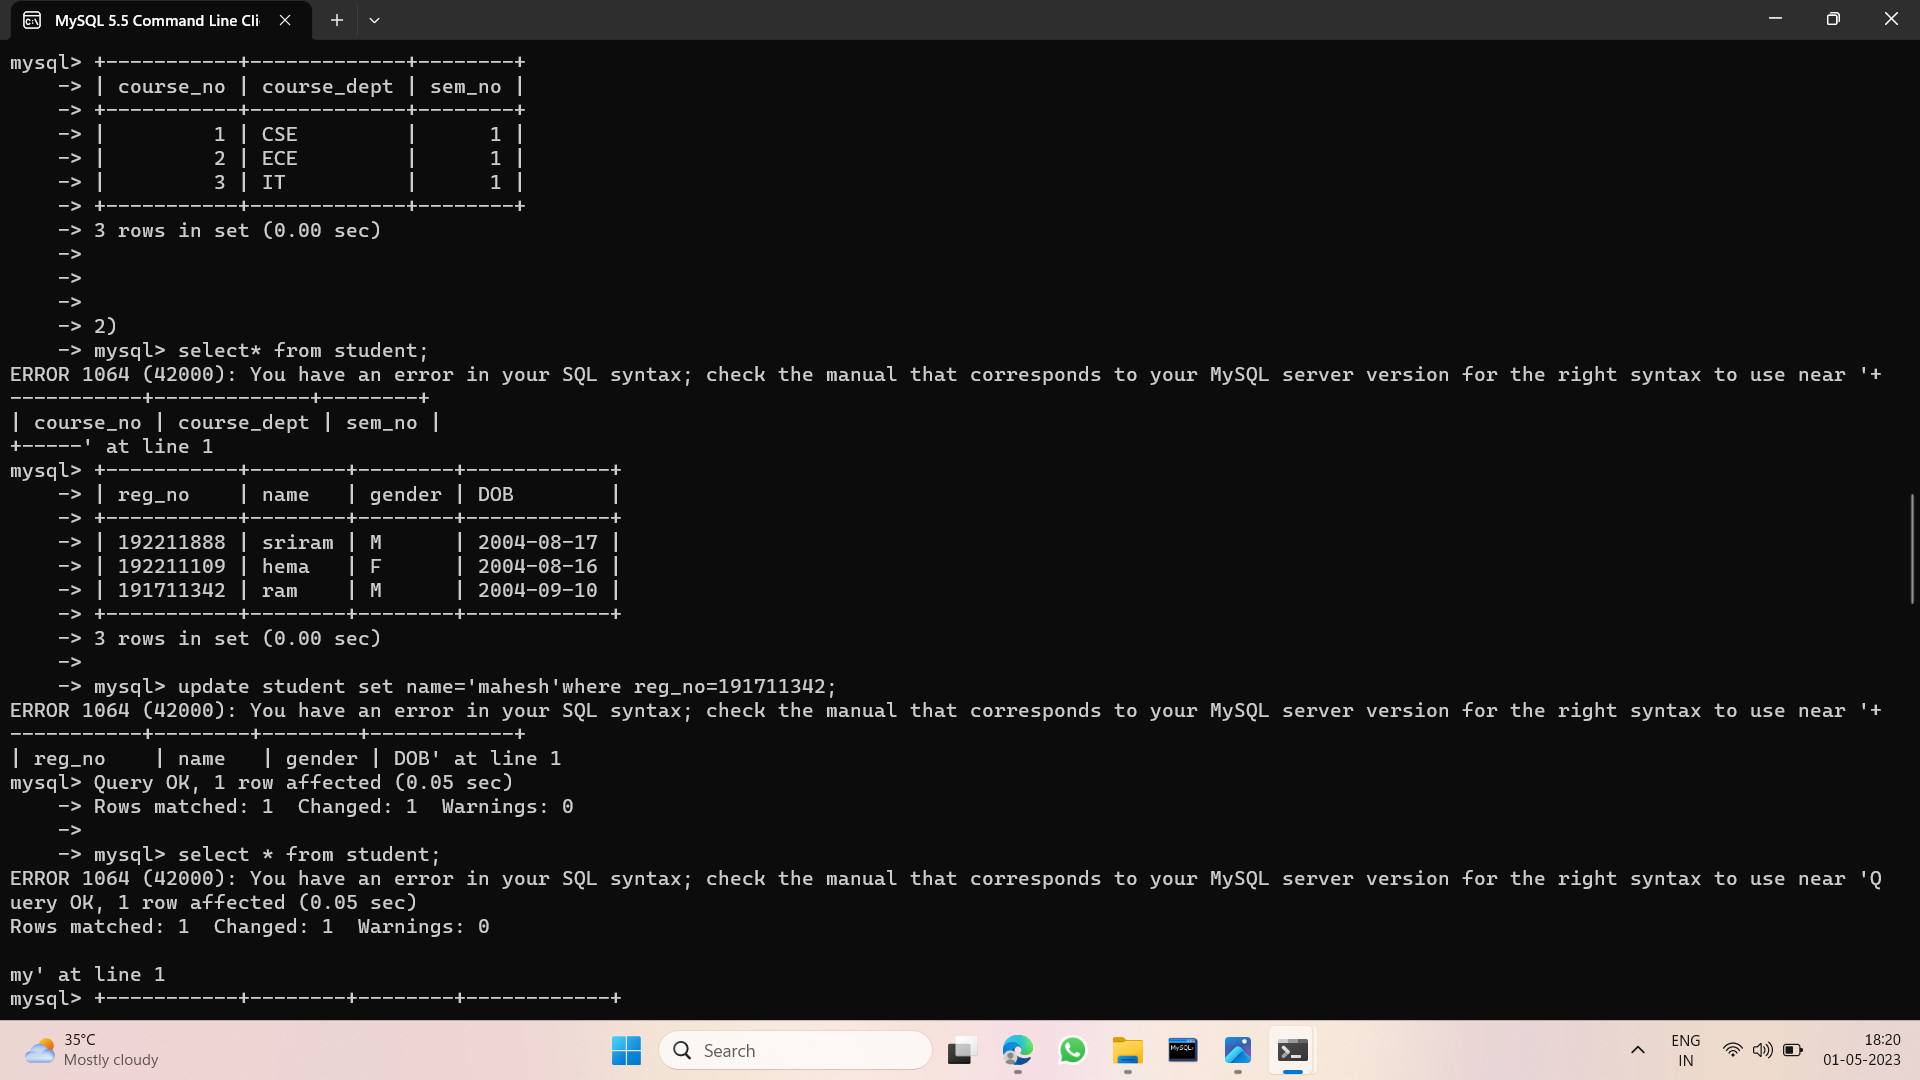 MySQL 5.5 Command Line Cli
mysql> +-----------+-------------+--------+
    -> | course_no | course_dept | sem_no |
    -> +-----------+-------------+--------+
    -> |         1 | CSE         |      1 |
    -> |         2 | ECE         |      1 |
    -> |         3 | IT          |      1 |
    -> +-----------+-------------+--------+
    -> 3 rows in set (0.00 sec)
    ->
    ->
    ->
    -> 2)
    -> mysql> select* from student;
ERROR 1064 (42000): You have an error in your SQL syntax; check the manual that corresponds to your MySQL server version for the right syntax to use near '+
-----------+-------------+--------+
| course_no | course_dept | sem_no |
+-----' at line 1
mysql> +-----------+--------+--------+------------+
    -> | reg_no    | name   | gender | DOB        |
    -> +-----------+--------+--------+------------+
    -> | 192211888 | sriram | M      | 2004-08-17 |
    -> | 192211109 | hema   | F      | 2004-08-16 |
    -> | 191711342 | ram    | M      | 2004-09-10 |
    -> +-----------+--------+--------+------------+
    -> 3 rows in set (0.00 sec)
    ->
    -> mysql> update student set name='mahesh'where reg_no=191711342;
ERROR 1064 (42000): You have an error in your SQL syntax; check the manual that corresponds to your MySQL server version for the right syntax to use near '+
-----------+--------+--------+------------+
| reg_no    | name   | gender | DOB' at line 1
mysql> Query OK, 1 row affected (0.05 sec)
    -> Rows matched: 1  Changed: 1  Warnings: 0
    ->
    -> mysql> select * from student;
ERROR 1064 (42000): You have an error in your SQL syntax; check the manual that corresponds to your MySQL server version for the right syntax to use near 'Q
uery OK, 1 row affected (0.05 sec)
Rows matched: 1  Changed: 1  Warnings: 0

my' at line 1
mysql> +-----------+--------+--------+------------+
35°C
Mostly cloudy
Search
MySQL
ENG
IN
18:20
01-05-2023